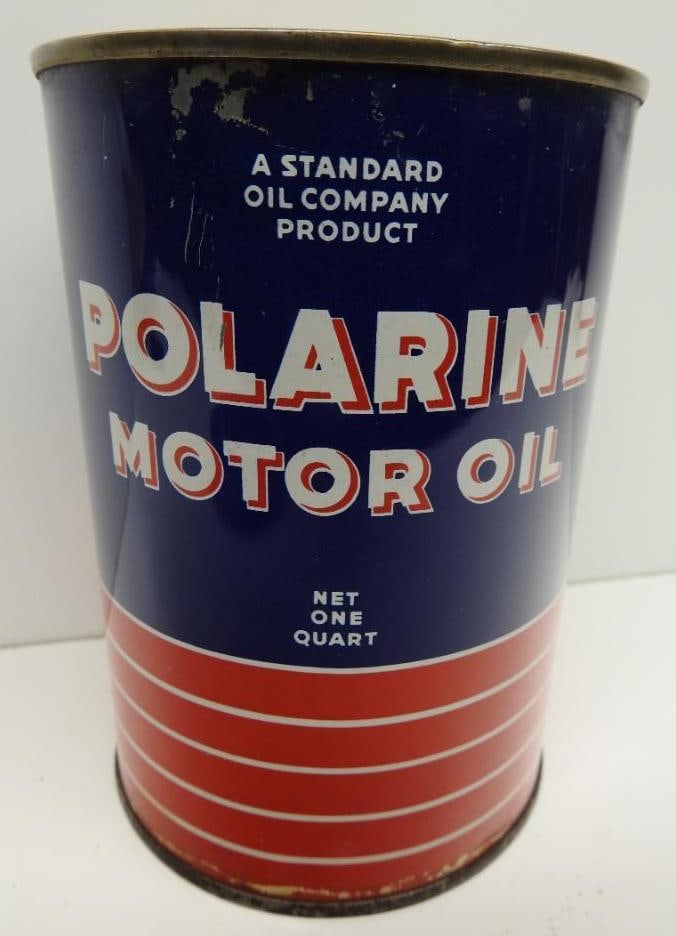 A STANDARD
OIL COMPANY
PRODUCT
POLARINE
MOTOR OIL
NET
ONE
QUART